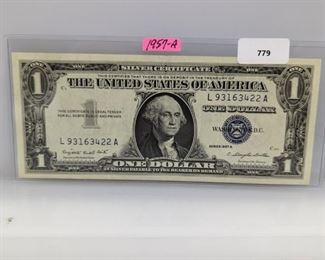 1957-A
779
SILVER CERTIFICATE
1
1
THIS CERTIFIES THAT THERE IS ON DEPOSIT IN THE TREASURY OF
THE UNITED STATES OF AMERICA
L 93163422 A
THIS CERTIFICATE IS LEGAL TENDER
FOR ALL DEBTS PUBLIC AND PRIVATE
WASHINGTON, D.C.
L 93163422 A
SERIES 1957 A
1
ONE DOLLAR
1
IN SILVER PAYABLE TO THE BEARER ON DEMAND